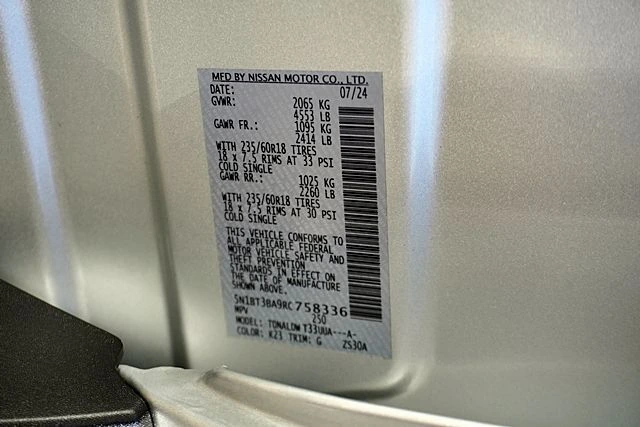 MFD BY NISSAN MOTOR CO., LTD.
DATE: 07/24
GVWR: 2065 KG
4553 LB
GAWR FR.: 1095 KG
2414 LB
WITH 235/60R18 TIRES
18 x 7.5 RIMS AT 33 PSI
COLD SINGLE
GAWR RR.: 1025 KG
2260 LB
WITH 235/60R18 TIRES
18 x 7.5 RIMS AT 30 PSI
COLD SINGLE
THIS VEHICLE CONFORMS TO
ALL APPLICABLE FEDERAL
MOTOR VEHICLE SAFETY AND
THEFT PREVENTION
STANDARDS IN EFFECT ON
THE DATE OF MANUFACTURE
SHOWN ABOVE.
5N1BT3BA9RC758336
MPV 250
MODEL: TDNALDW T33UUA---A-
COLOR: K23 TRIM: G ZS30A